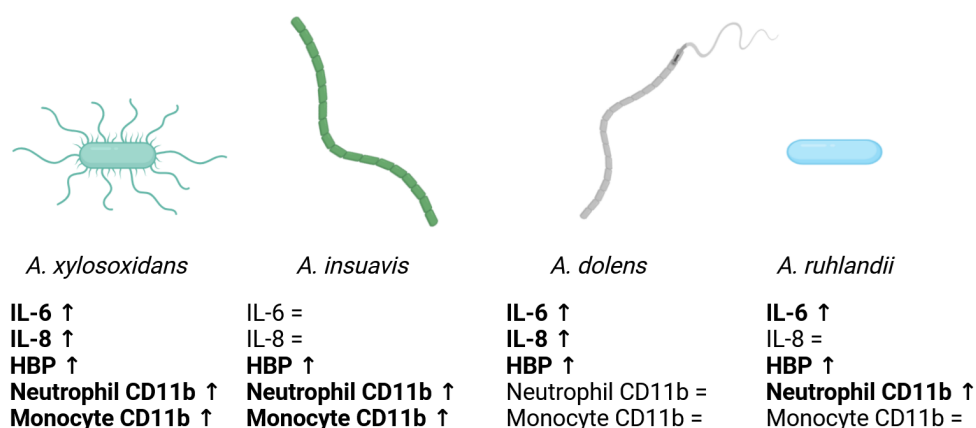 A. xylosoxidans
IL-6 ↑
IL-8 ↑
HBP ↑
Neutrophil CD11b ↑
Monocyte CD11b ↑
A. insuavis
IL-6 =
IL-8 =
HBP ↑
Neutrophil CD11b ↑
Monocyte CD11b ↑
A. dolens
IL-6 ↑
IL-8 ↑
HBP ↑
Neutrophil CD11b =
Monocyte CD11b =
A. ruhlandii
IL-6 ↑
IL-8 =
HBP ↑
Neutrophil CD11b ↑
Monocyte CD11b =